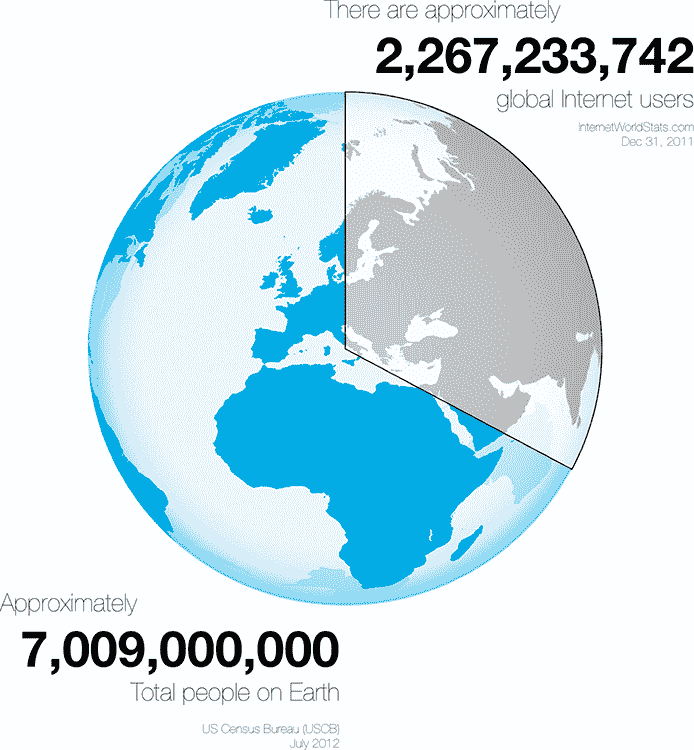 There are approximately
2,267,233,742
global Internet users
InternetWorldStats.com
Dec 31, 2011
Approximately
7,009,000,000
Total people on Earth
US Census Bureau (USCB)
July 2012